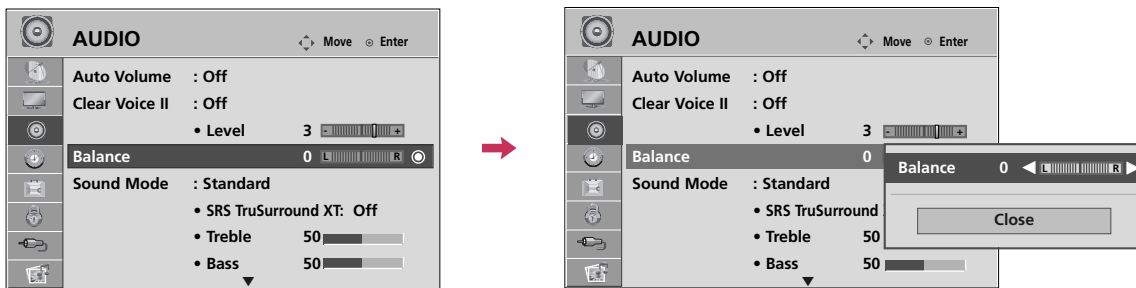 AUDIO
Move Enter
Auto Volume : Off
Clear Voice II : Off
• Level 3 - +
Balance 0 L R
Sound Mode : Standard
• SRS TruSurround XT: Off
• Treble 50
• Bass 50
AUDIO
Move Enter
Auto Volume : Off
Clear Voice II : Off
• Level 3 - +
Balance 0
Sound Mode : Standard
• SRS TruSurround
• Treble 50
• Bass 50
Balance 0 L R
Close